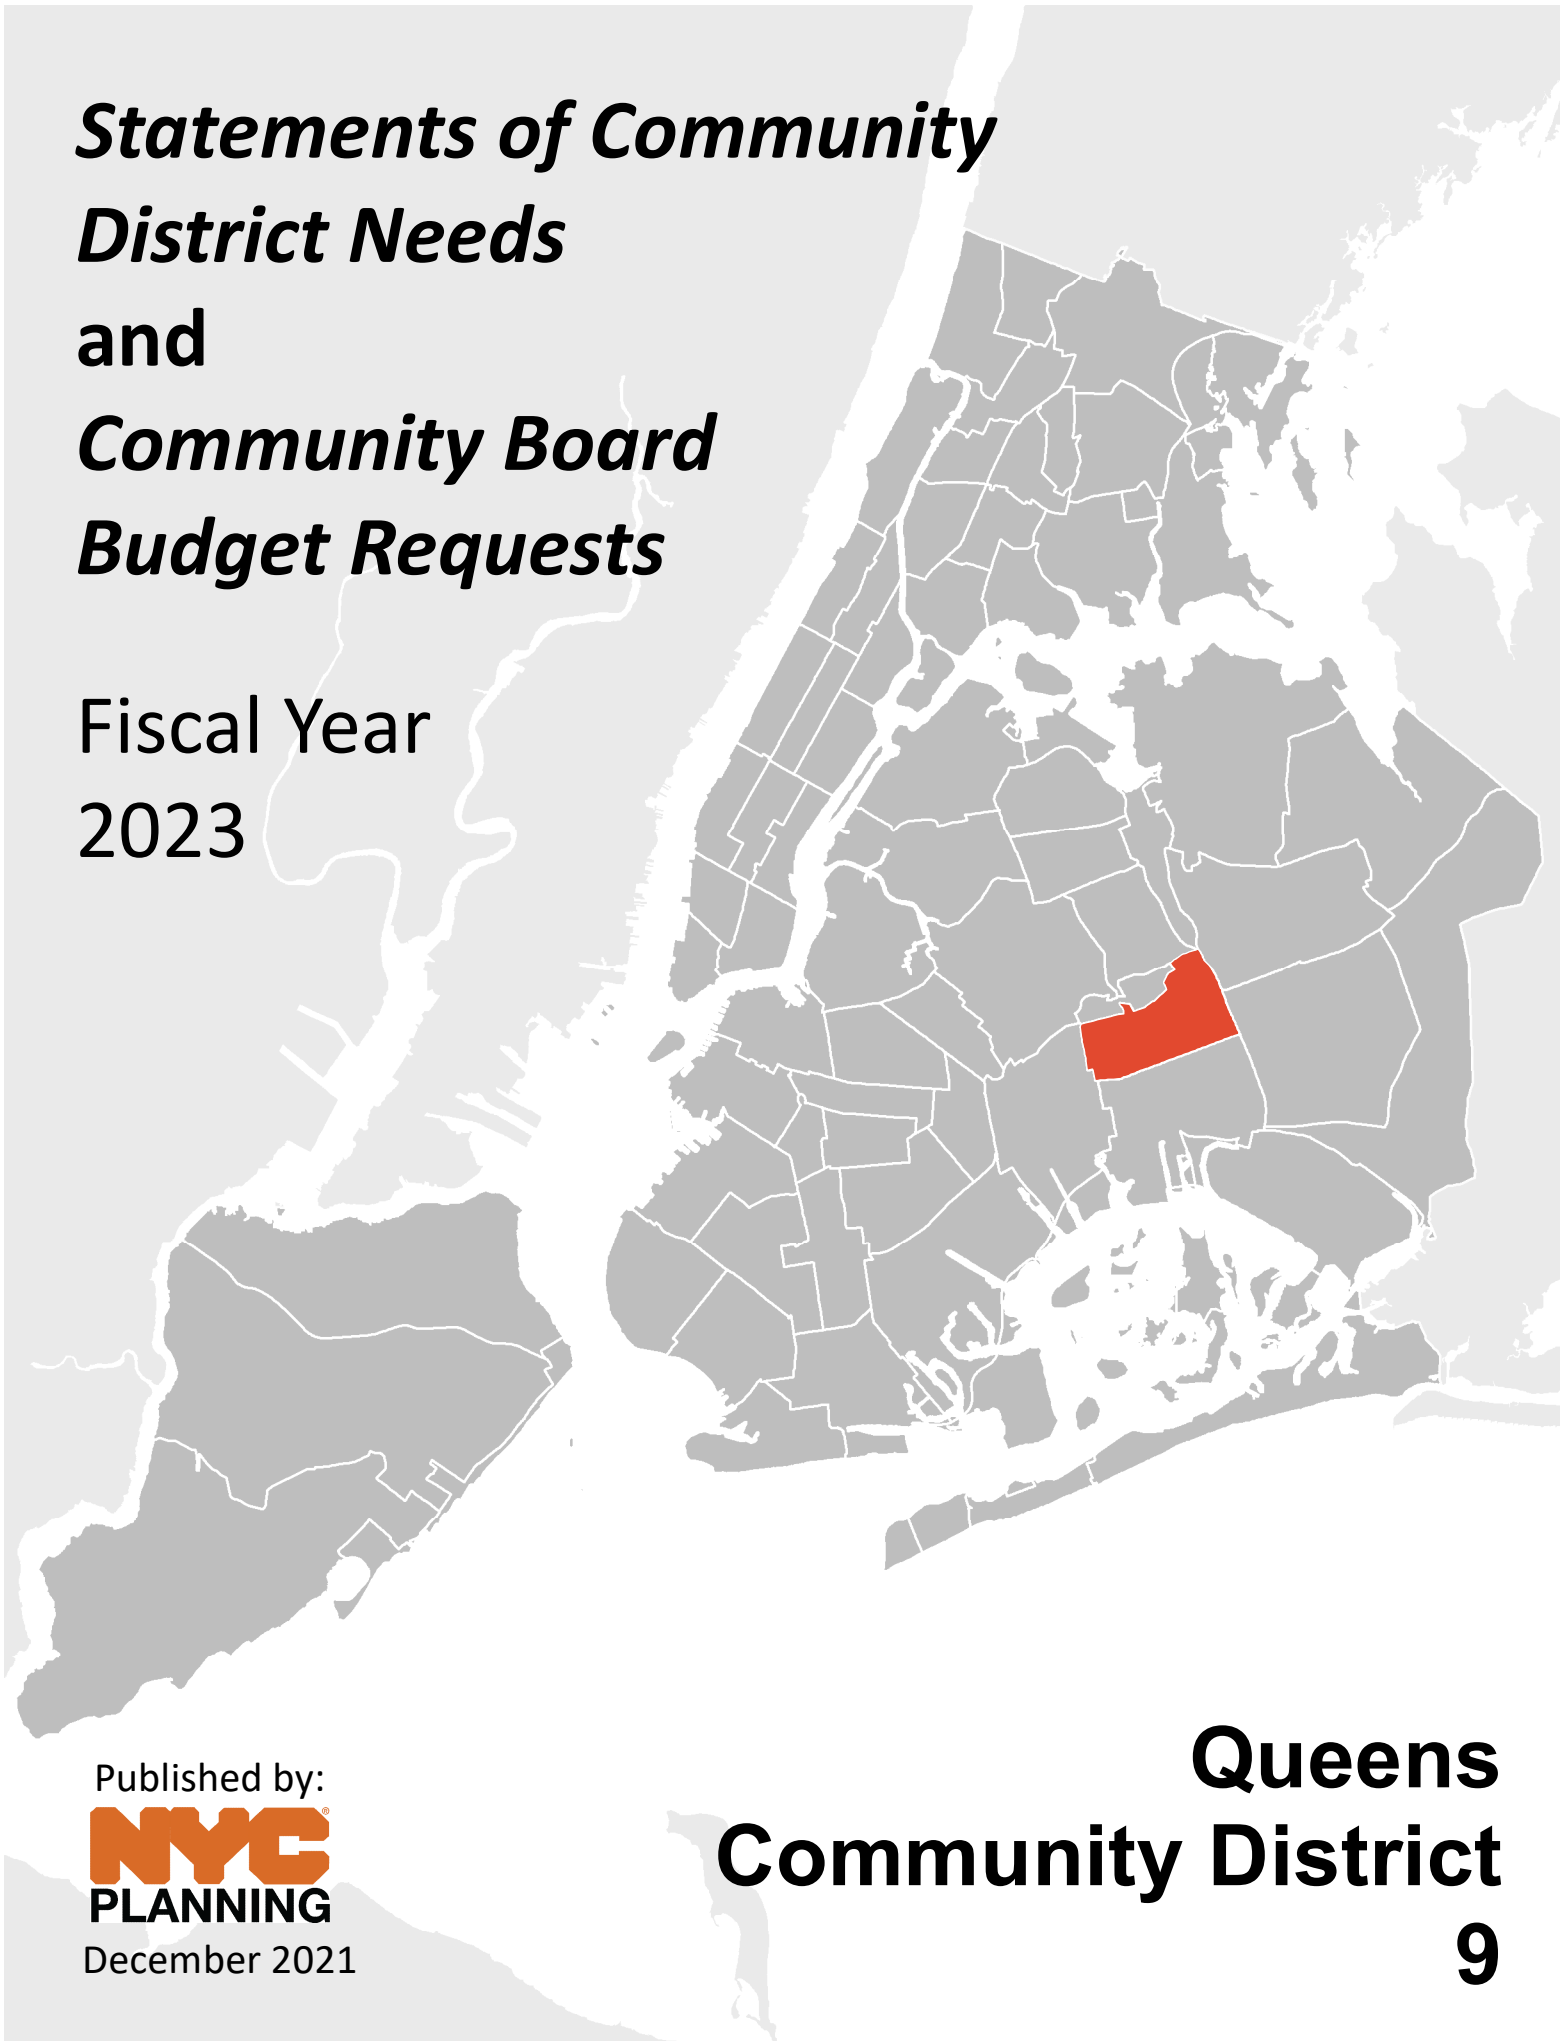 Statements of Community
District Needs
and
Community Board
Budget Requests
Fiscal Year
2023
Published by:
NYC®
PLANNING
December 2021
Queens
Community District
9